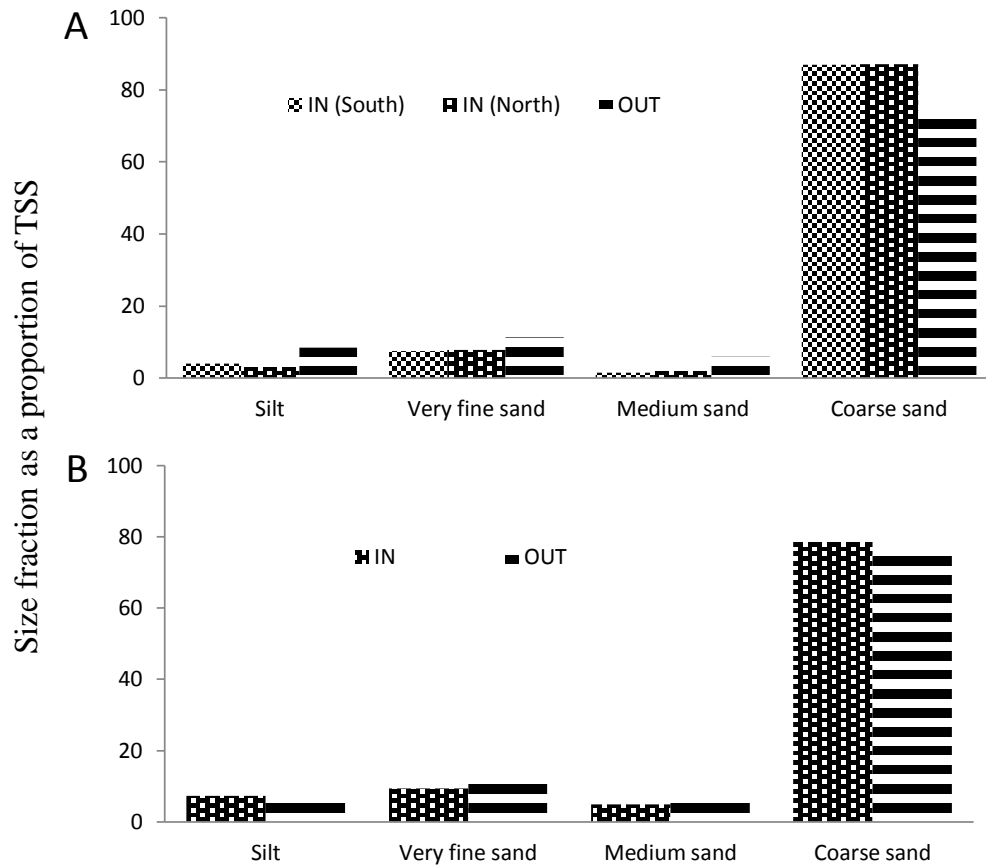 A
100
80
60
40
20
0
IN (South) IN (North) OUT
Silt Very fine sand Medium sand Coarse sand
Size fraction as a proportion of TSS
B
100
80
60
40
20
0
IN OUT
Silt Very fine sand Medium sand Coarse sand